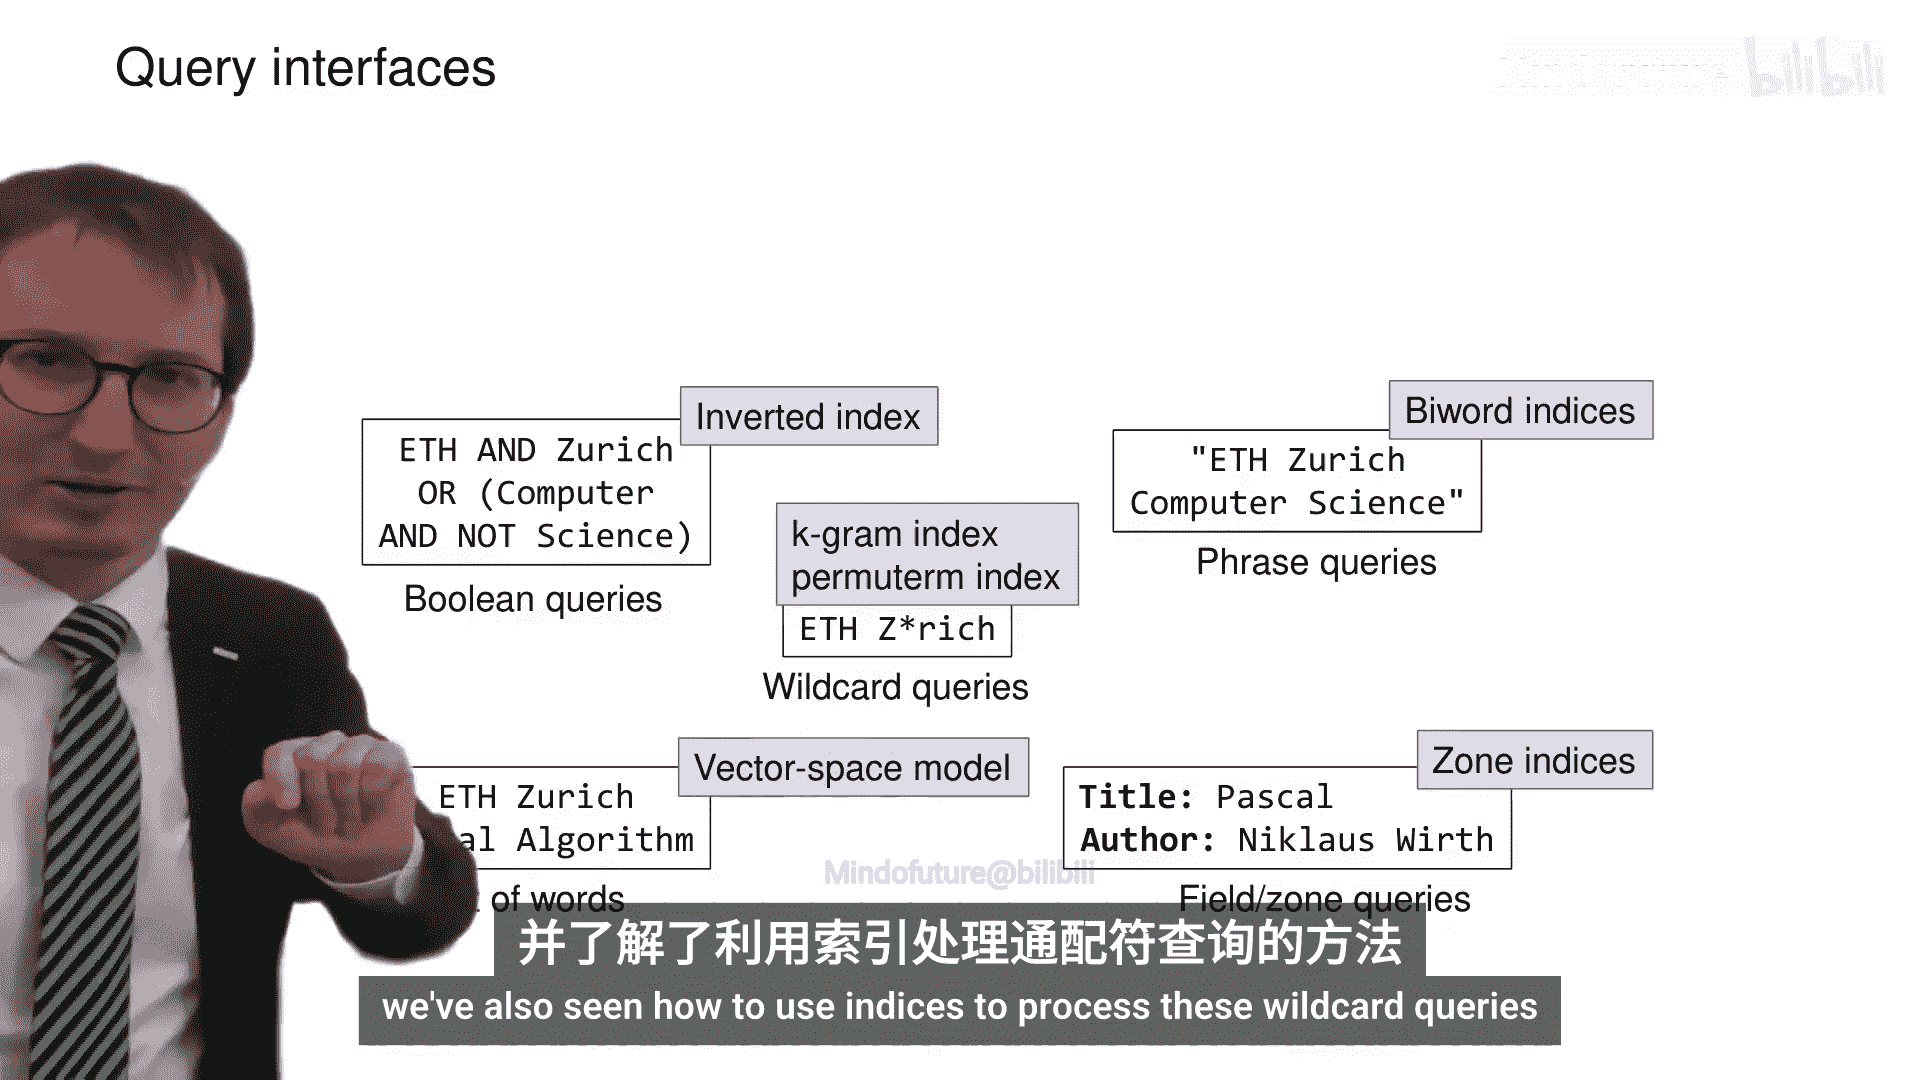 Query interfaces
bilibili
Inverted index
ETH AND Zurich
OR (Computer
AND NOT Science)
Boolean queries
k-gram index
permuterm index
ETH Z*rich
Wildcard queries
Biword indices
"ETH Zurich
Computer Science"
Phrase queries
Vector-space model
ETH Zurich
Algorithm
of words
Zone indices
Title: Pascal
Author: Niklaus Wirth
Field/zone queries
Mindofuture@bilibili
并了解了利用索引处理通配符查询的方法
we've also seen how to use indices to process these wildcard queries